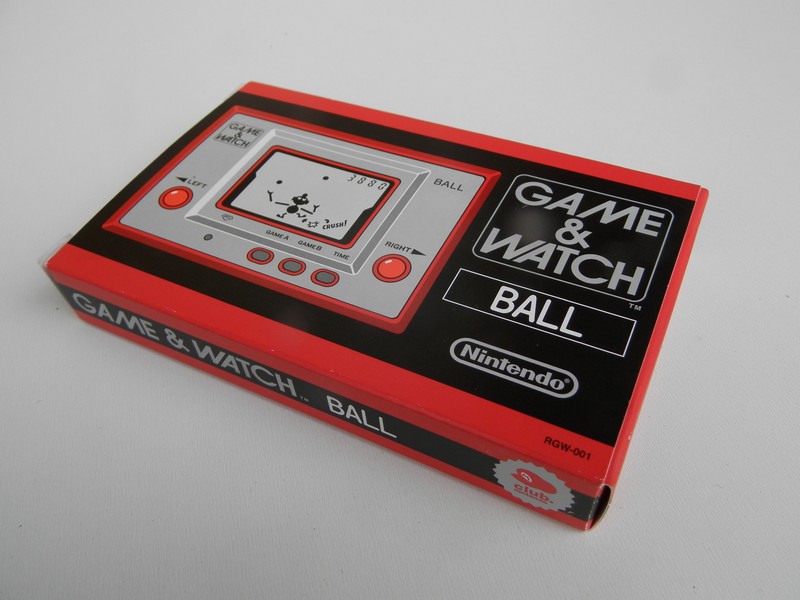 GAME
&
WATCH
BALL
LEFT
3880
CRUSH!
GAME A GAME B TIME
RIGHT
GAME
&
WATCH
TM
BALL
Nintendo
RGW-001
GAME & WATCH TM BALL
club